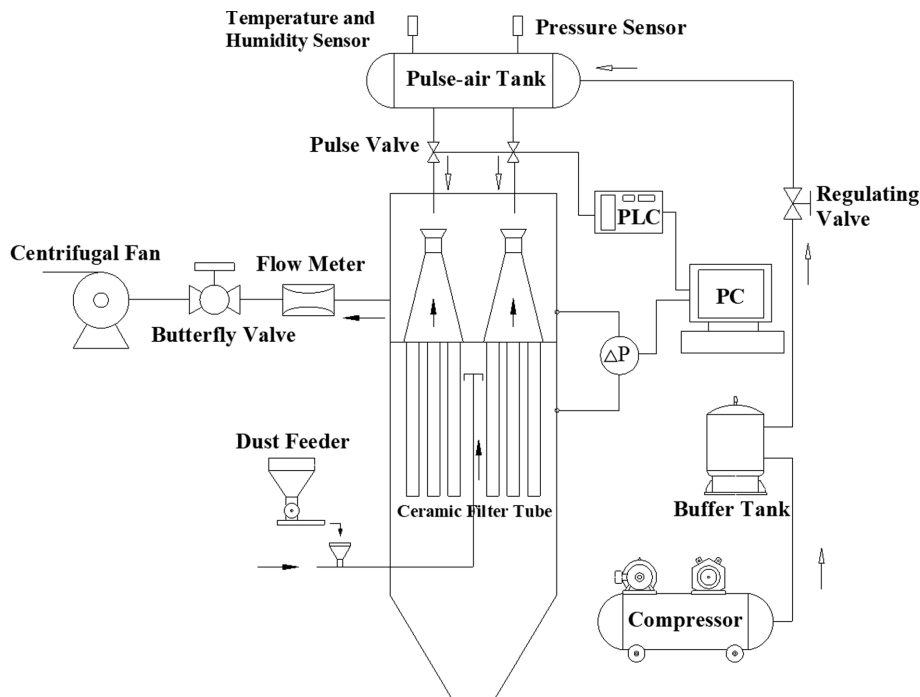 Temperature and
Humidity Sensor
Pressure Sensor
Pulse-air Tank
Pulse Valve
PLC
Regulating
Valve
Centrifugal Fan
Flow Meter
Butterfly Valve
PC
△P
Dust Feeder
Ceramic Filter Tube
Buffer Tank
Compressor